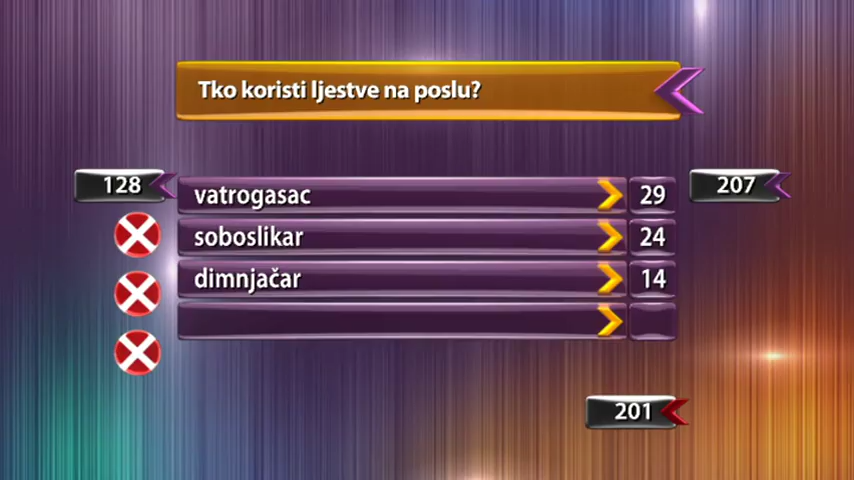 Tko koristi ljestve na poslu?
128
207
vatrogasac 29
soboslikar 24
dimnjačar 14
201